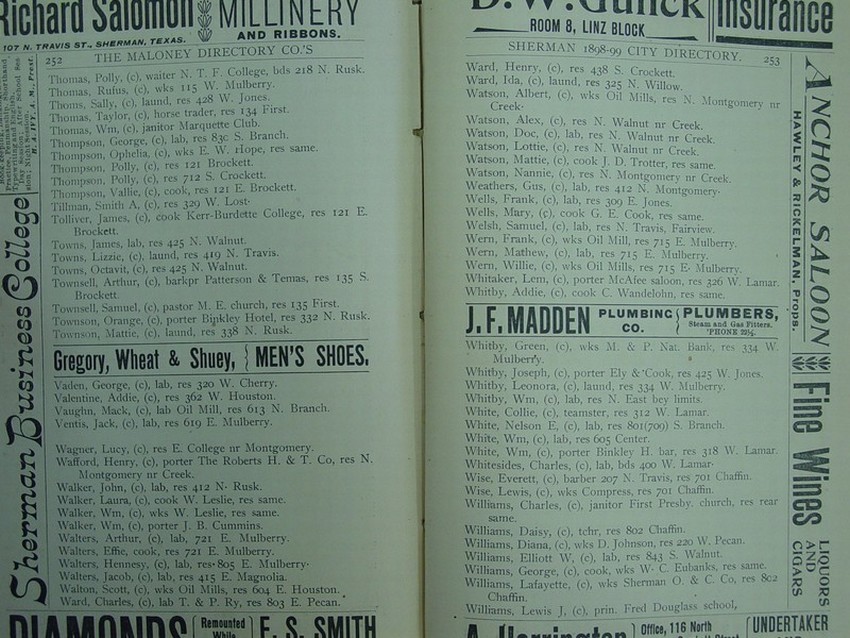 Richard Salomon
MILLINERY
AND RIBBONS.
107 N. TRAVIS ST., SHERMAN, TEXAS.
252 THE MALONEY DIRECTORY CO.'S
Thomas, Polly, (c), waiter N. T. F. College, bds 218 N. Rusk.
Thomas, Rufus, (c), wks 115 W. Mulberry.
Thoms, Sally, (c), laund, res 428 W. Jones.
Thomas, Taylor, (c), horse trader, res 134 First.
Thomas, Wm, (c), janitor Marquette Club.
Thompson, George, (c), lab, res 830 S. Branch.
Thompson, Ophelia, (c), wks E. W. Hope, res same.
Thompson, Polly, (c), res 121 Brockett.
Thompson, Polly, (c), res 712 S. Crockett.
Thompson, Vallie, (c), cook, res 121 E. Brockett.
Tillman, Smith A, (c), res 329 W. Lost.
Tolliver, James, (c), cook Kerr-Burdette College, res 121 E.
Brockett.
Towns, James, lab, res 425 N. Walnut.
Towns, Lizzie, (c), laund, res 419 N. Travis.
Towns, Octavit, (c), res 425 N. Walnut.
Townsell, Arthur, (c), barkpr Patterson & Temas, res 135 S.
Brockett.
Townsell, Samuel, (c), pastor M. E. church, res 135 First.
Townson, Orange, (c), porter Binkley Hotel, res 332 N. Rusk.
Townson, Mattie, (c), laund, res 338 N. Rusk.
Gregory, Wheat & Shuey, MEN'S SHOES.
Vaden, George, (c), lab, res 320 W. Cherry.
Valentine, Addie, (c), res 362 W. Houston.
Vaughn, Mack, (c), lab Oil Mill, res 613 N. Branch.
Ventis, Jack, (c), lab, res 619 E. Mulberry.
Wagner, Lucy, (c), res E. College nr Montgomery.
Wafford, Henry, (c), porter The Roberts H. & T. Co, res N.
Montgomery nr Creek.
Walker, John, (c), lab, res 412 N. Rusk.
Walker, Laura, (c), cook W. Leslie, res same.
Walker, Wm, (c), wks W. Leslie, res same.
Walker, Wm, (c), porter J. B. Cummins.
Walters, Arthur, (c), lab, 721 E. Mulberry.
Walters, Effie, cook, res 721 E. Mulberry.
Walters, Hennesy, (c), lab, res 805 E. Mulberry.
Walters, Jacob, (c), lab, res 415 E. Magnolia.
Walton, Scott, (c), wks Oil Mills, res 604 E. Houston.
Ward, Charles, (c), lab T. & P. Ry, res 803 E. Pecan.
DIAMONDS
Remounted
While
E. S. SMITH
Sherman Business College
R. A. IVY, A. M., Prest.
Insurance
ROOM 8, LINZ BLOCK
SHERMAN 1898-99 CITY DIRECTORY. 253
Ward, Henry, (c), res 438 S. Crockett.
Ward, Ida, (c), laund, res 325 N. Willow.
Watson, Albert, (c), wks Oil Mills, res N. Montgomery nr
Creek.
Watson, Alex, (c), res N. Walnut nr Creek.
Watson, Doc, (c), lab, res N. Walnut nr Creek.
Watson, Lottie, (c), res N. Walnut nr Creek.
Watson, Mattie, (c), cook J. D. Trotter, res same.
Watson, Nannie, (c), res N. Montgomery nr Creek.
Weathers, Gus, (c), lab, res 412 N. Montgomery.
Wells, Frank, (c), lab, res 309 E. Jones.
Wells, Mary, (c), cook G. E. Cook, res same.
Welsh, Samuel, (c), lab, res N. Travis, Fairview.
Wern, Frank, (c), wks Oil Mill, res 715 E. Mulberry.
Wern, Mathew, (c), lab, res 715 E. Mulberry.
Wern, Willie, (c), wks Oil Mills, res 715 E. Mulberry.
Whitaker, Lem, (c), porter McAfee saloon, res 326 W. Lamar.
Whitby, Addie, (c), cook C. Wandelohn, res same.
J. F. MADDEN PLUMBING CO. PLUMBERS,
Steam and Gas Fitters.
'PHONE 225.
Whitby, Green, (c), wks M. & P. Nat. Bank, res 334 W.
Mulberry.
Whitby, Joseph, (c), porter Ely & Cook, res 425 W. Jones.
Whitby, Leonora, (c), laund, res 334 W. Mulberry.
Whitby, Wm, (c), lab, res N. East bey limits.
White, Collie, (c), teamster, res 312 W. Lamar.
White, Nelson E, (c), lab, res 801(709) S. Branch.
White, Wm, (c), lab, res 605 Center.
White, Wm, (c), porter Binkley H. bar, res 318 W. Lamar.
Whitesides, Charles, (c), lab, bds 400 W. Lamar.
Wise, Everett, (c), barber 207 N. Travis, res 701 Chaffin.
Wise, Lewis, (c), wks Compress, res 701 Chaffin.
Williams, Charles, (c), janitor First Presby. church, res rear
same.
Williams, Daisy, (c), tchr, res 802 Chaffin.
Williams, Diana, (c), wks D. Johnson, res 220 W. Pecan.
Williams, Elliott W, (c), lab, res 843 S. Walnut.
Williams, George, (c), cook, wks W. C. Eubanks, res same.
Williams, Lafayette, (c), wks Sherman O. & C. Co, res 802
Chaffin.
Williams, Lewis J, (c), prin. Fred Douglass school,
Office, 116 North
UNDERTAKER
ANCHOR SALOON
HAWLEY & RICKELMAN, Props.
Fine Wines
LIQUORS
AND
CIGARS